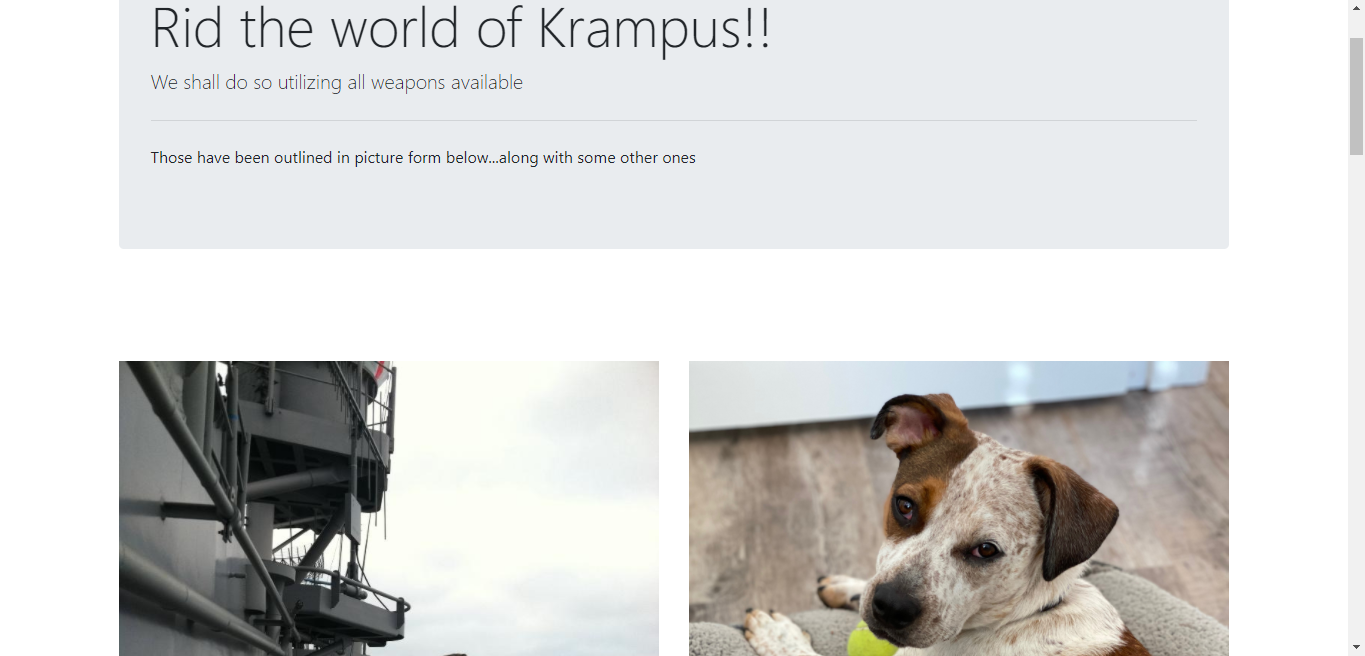 Rid the world of Krampus!!
We shall do so utilizing all weapons available
Those have been outlined in picture form below...along with some other ones